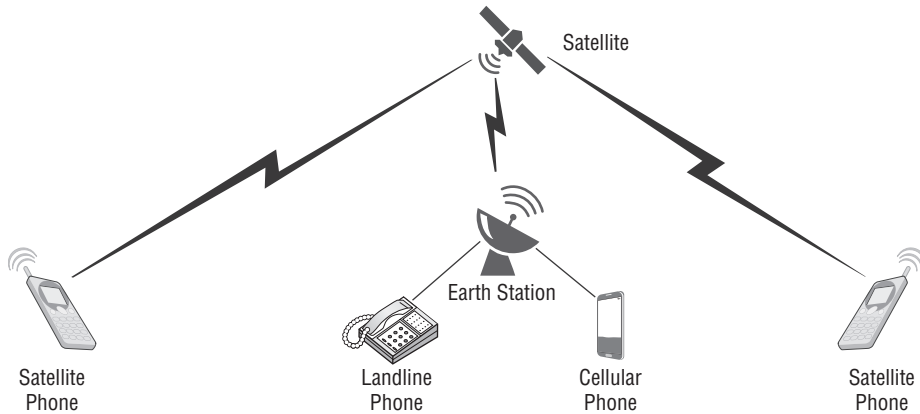 Satellite
Earth Station
Satellite
Phone
Landline
Phone
Cellular
Phone
Satellite
Phone